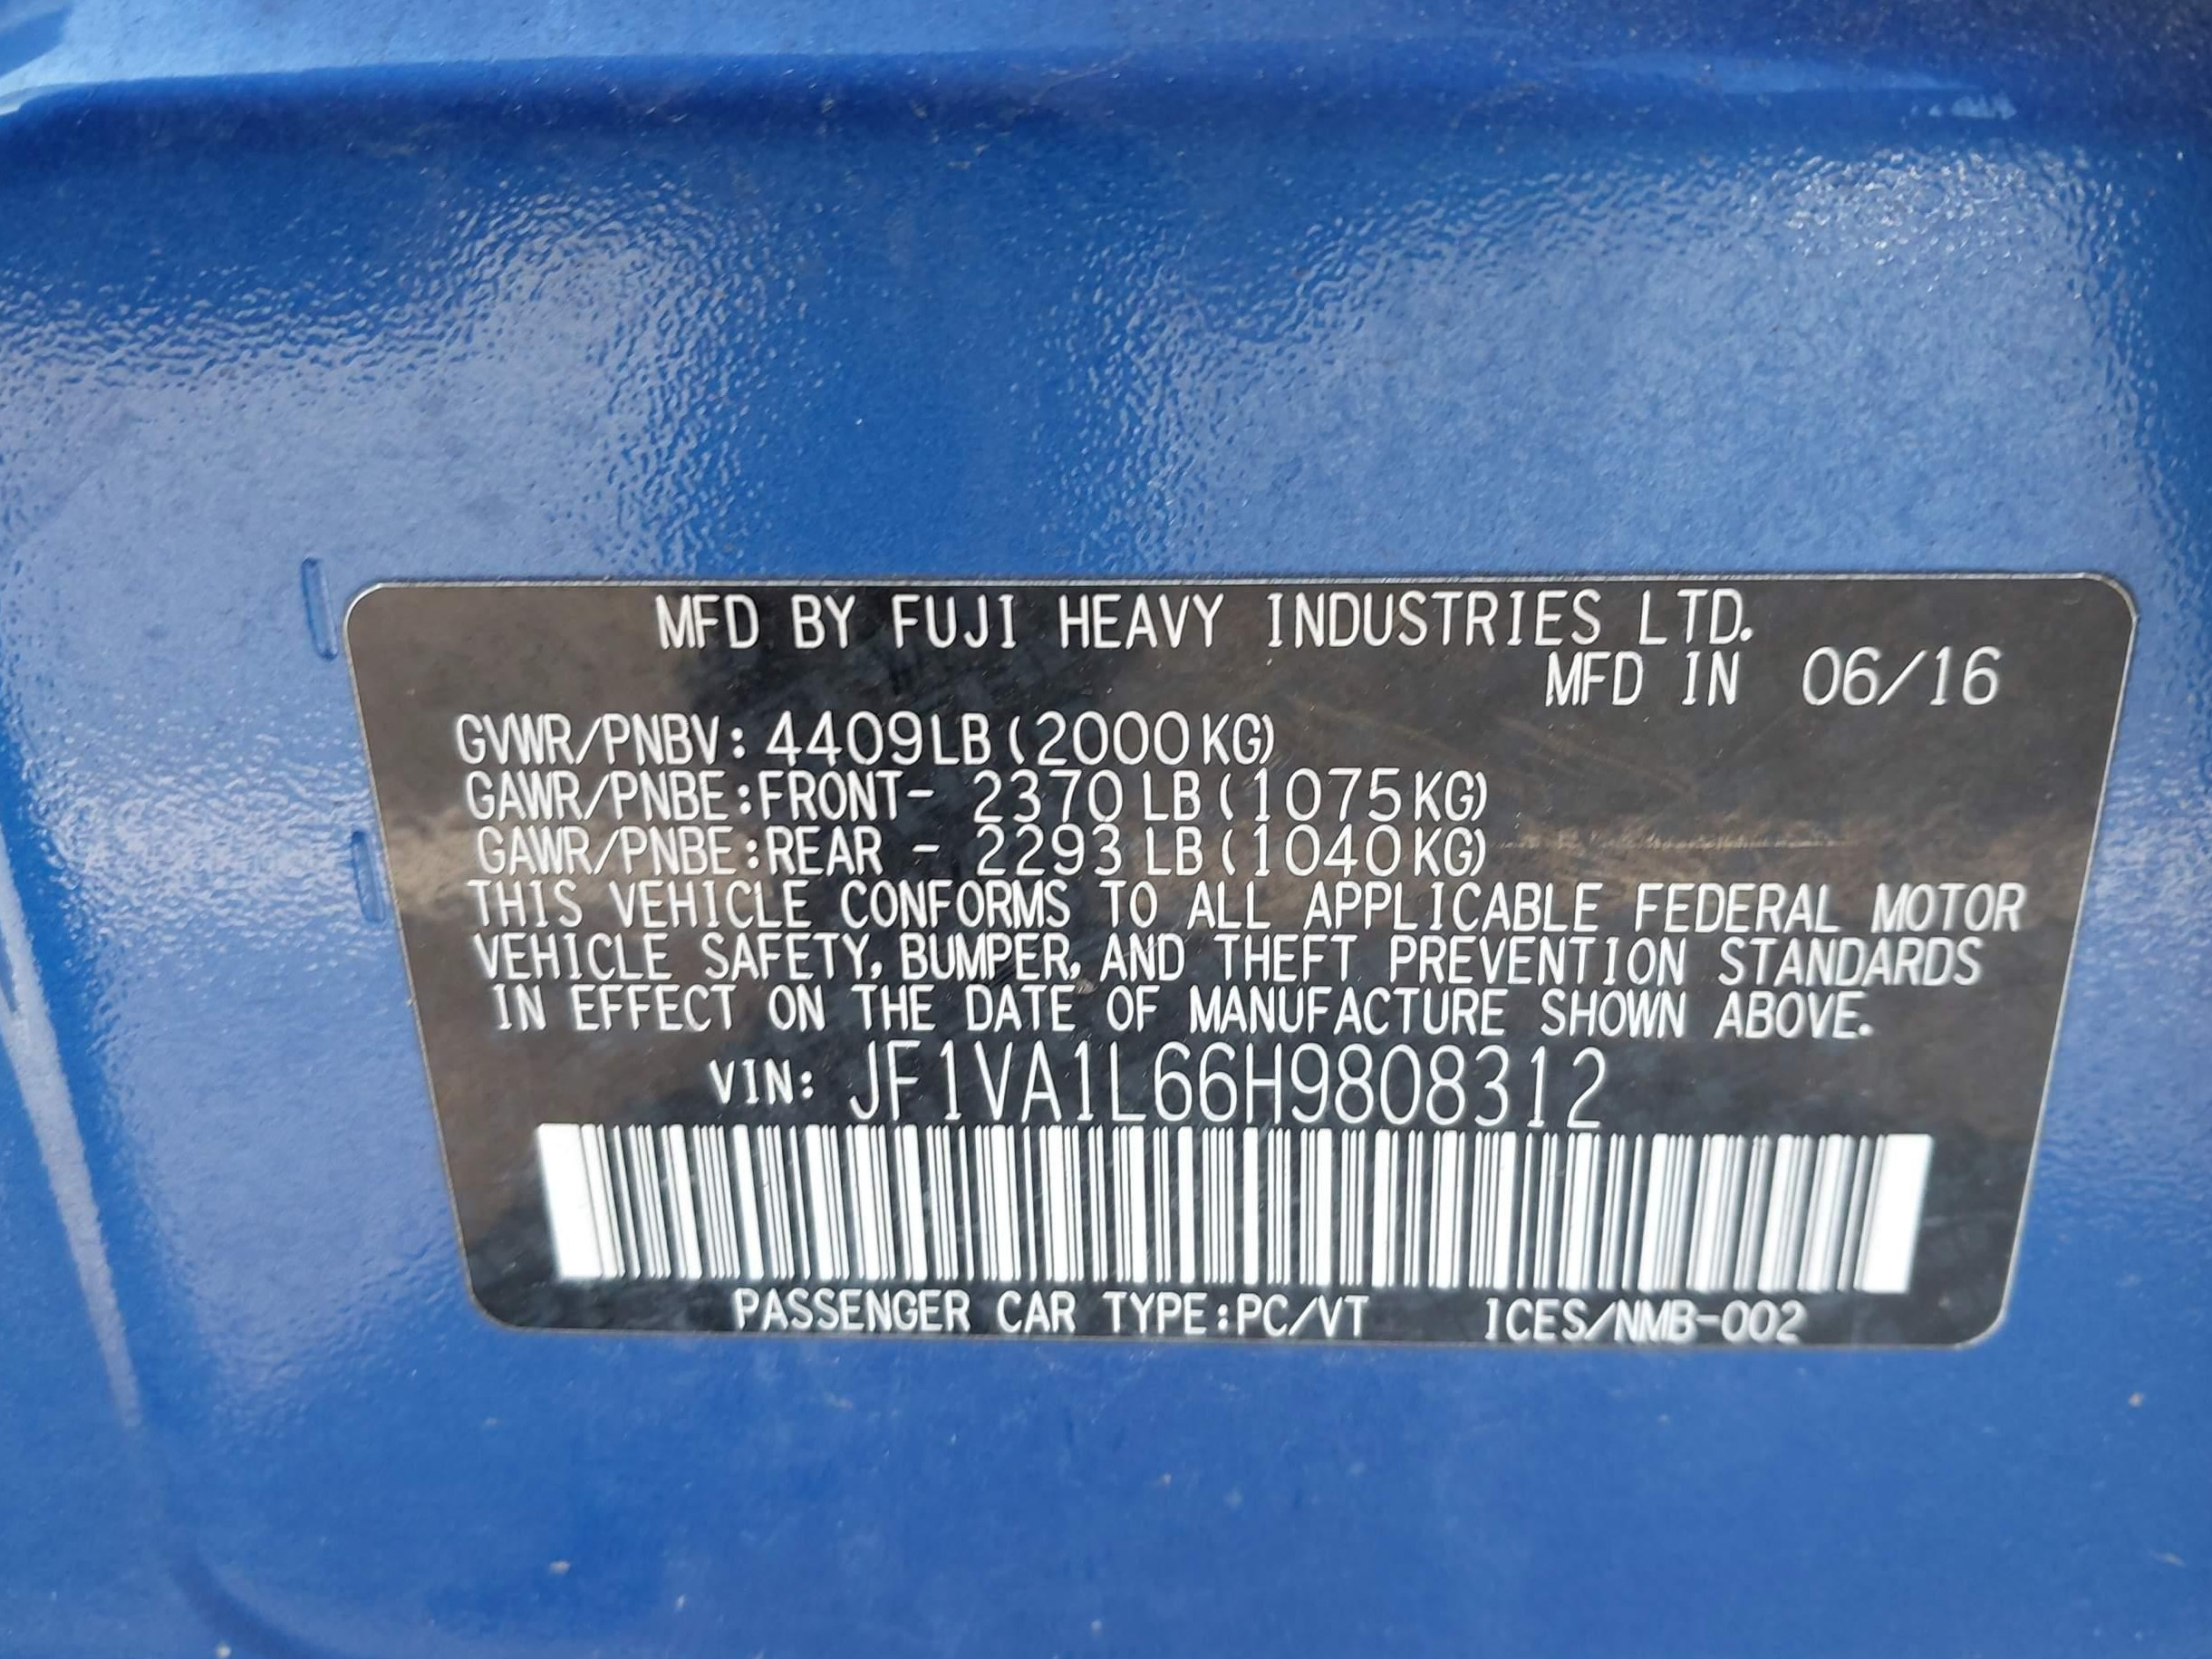 MFD BY FUJI HEAVY INDUSTRIES LTD.
MFD IN 06/16
GVWR/PNBV: 4409LB (2000KG)
GAWR/PNBE:FRONT- 2370 LB (1075KG)
GAWR/PNBE:REAR - 2293 LB (1040KG)
THIS VEHICLE CONFORMS TO ALL APPLICABLE FEDERAL MOTOR
VEHICLE SAFETY, BUMPER, AND THEFT PREVENTION STANDARDS
IN EFFECT ON THE DATE OF MANUFACTURE SHOWN ABOVE.
VIN: JF1VA1L66H9808312
PASSENGER CAR TYPE:PC/VT ICES/NMB-002